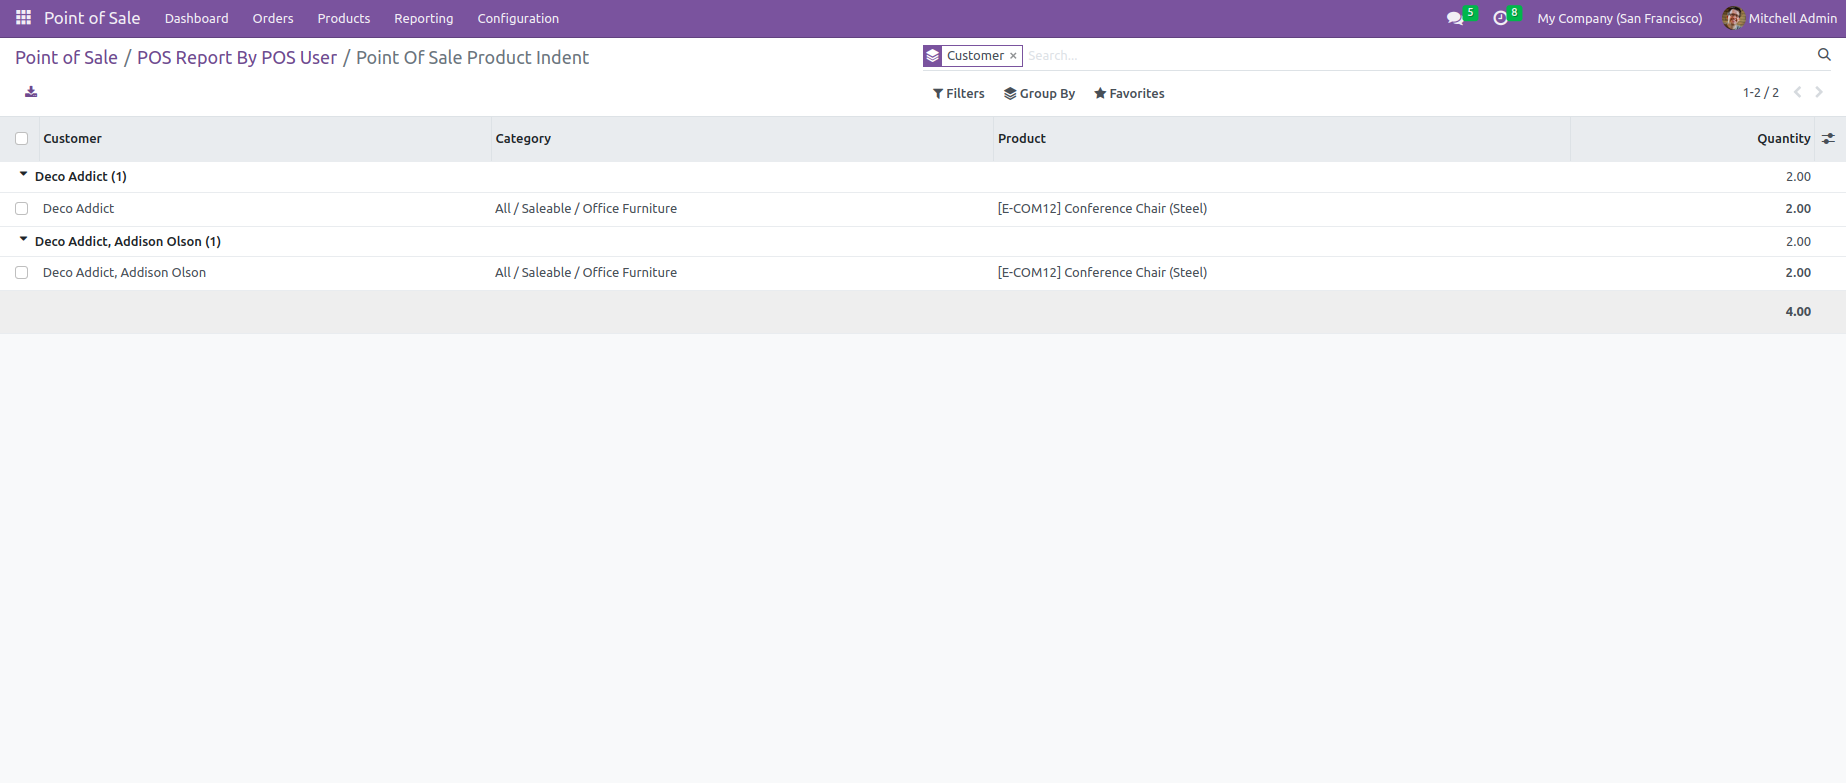 Point of Sale Dashboard Orders Products Reporting Configuration 5 8 My Company (San Francisco) Mitchell Admin
Point of Sale / POS Report By POS User / Point Of Sale Product Indent Customer × Search...
Filters Group By Favorites 1-2 / 2
Customer Category Product Quantity
Deco Addict (1) 2.00
Deco Addict All / Saleable / Office Furniture [E-COM12] Conference Chair (Steel) 2.00
Deco Addict, Addison Olson (1) 2.00
Deco Addict, Addison Olson All / Saleable / Office Furniture [E-COM12] Conference Chair (Steel) 2.00
4.00